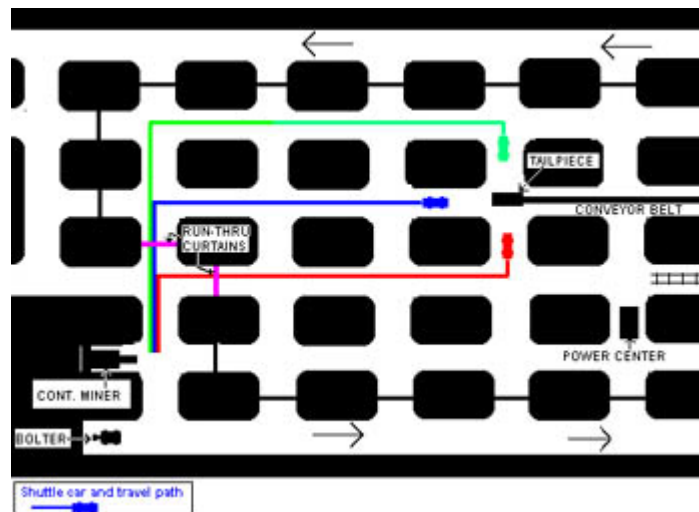 TAILPIECE
CONVEYOR BELT
RUN-THRU
CURTAINS
POWER CENTER
CONT. MINER
BOLTER
Shuttle car and travel path